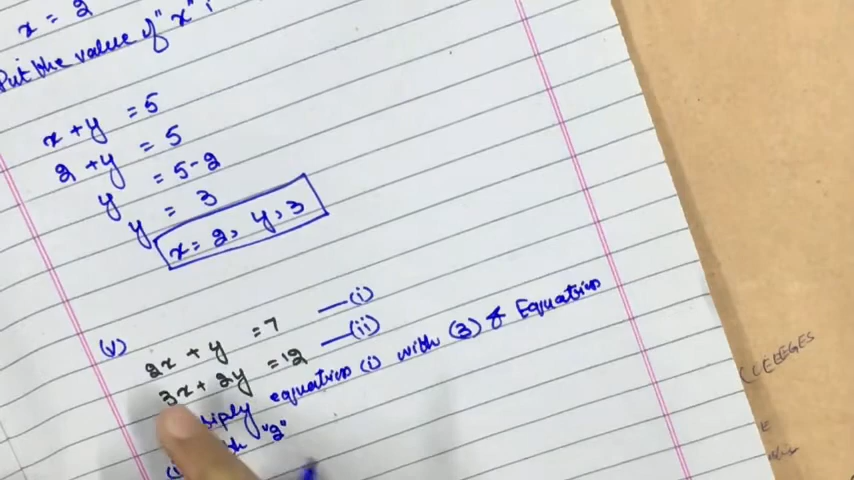 x = 2
Put the value of "x"
x + y = 5
2 + y = 5
y = 5 - 2
y = 3
x = 2, y, 3
(v)
2x + y = 7 —(i)
3x + 2y = 12 —(ii)
iply equation (i) with (3) & Equation
"2"